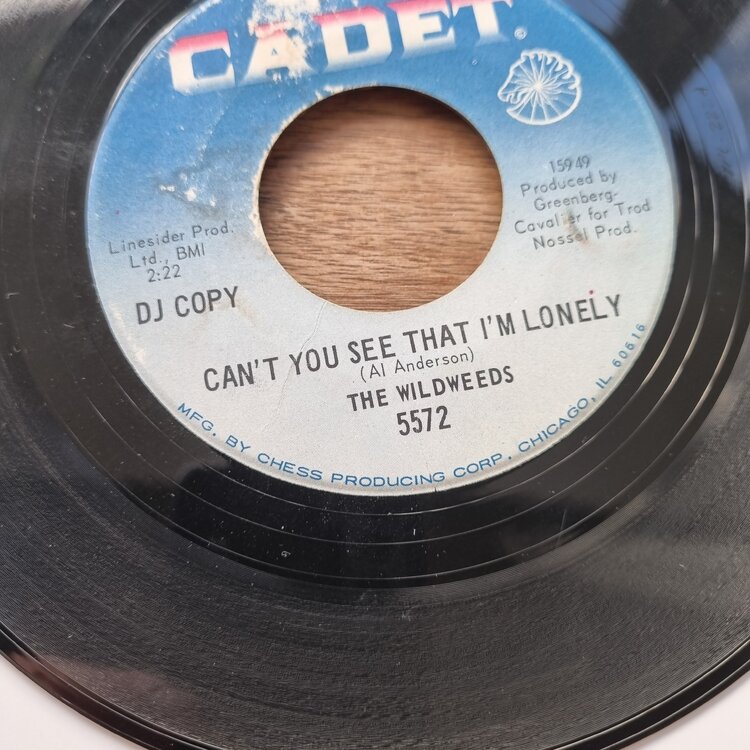 CADET
®
15949
Produced by
Greenberg-
Cavalier for Trod
Nossel Prod.
Linesider Prod.
Ltd., BMI
2:22
DJ COPY
CAN'T YOU SEE THAT I'M LONELY
(Al Anderson)
THE WILDWEEDS
5572
MFG. BY CHESS PRODUCING CORP., CHICAGO, IL 60616